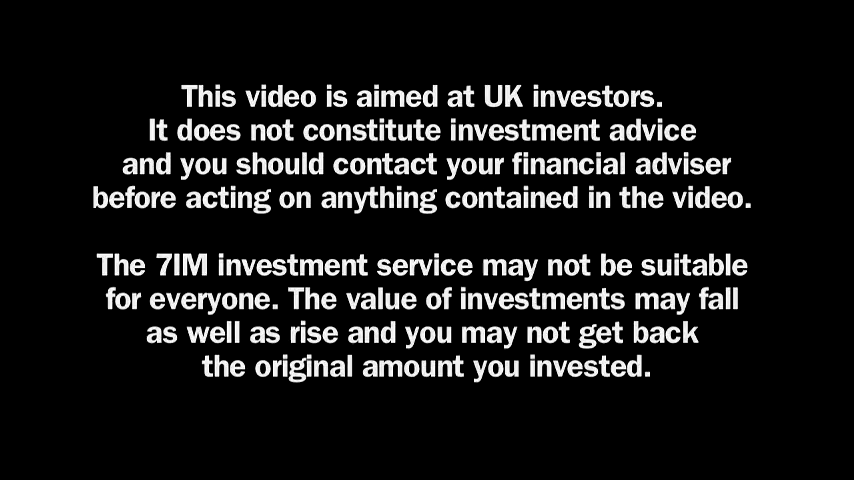 This video is aimed at UK investors.
It does not constitute investment advice
and you should contact your financial adviser
before acting on anything contained in the video.
The 7IM investment service may not be suitable
for everyone. The value of investments may fall
as well as rise and you may not get back
the original amount you invested.